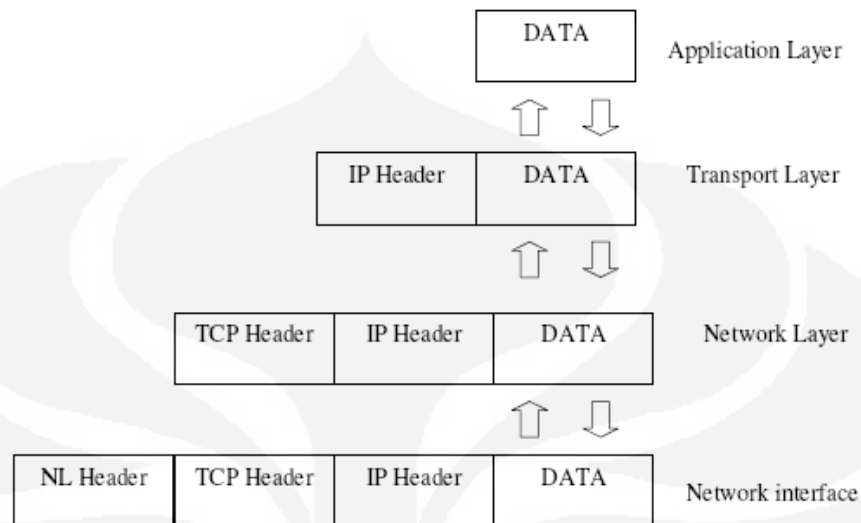 DATA
Application Layer
IP Header DATA Transport Layer
TCP Header IP Header DATA Network Layer
NL Header TCP Header IP Header DATA
Network interface